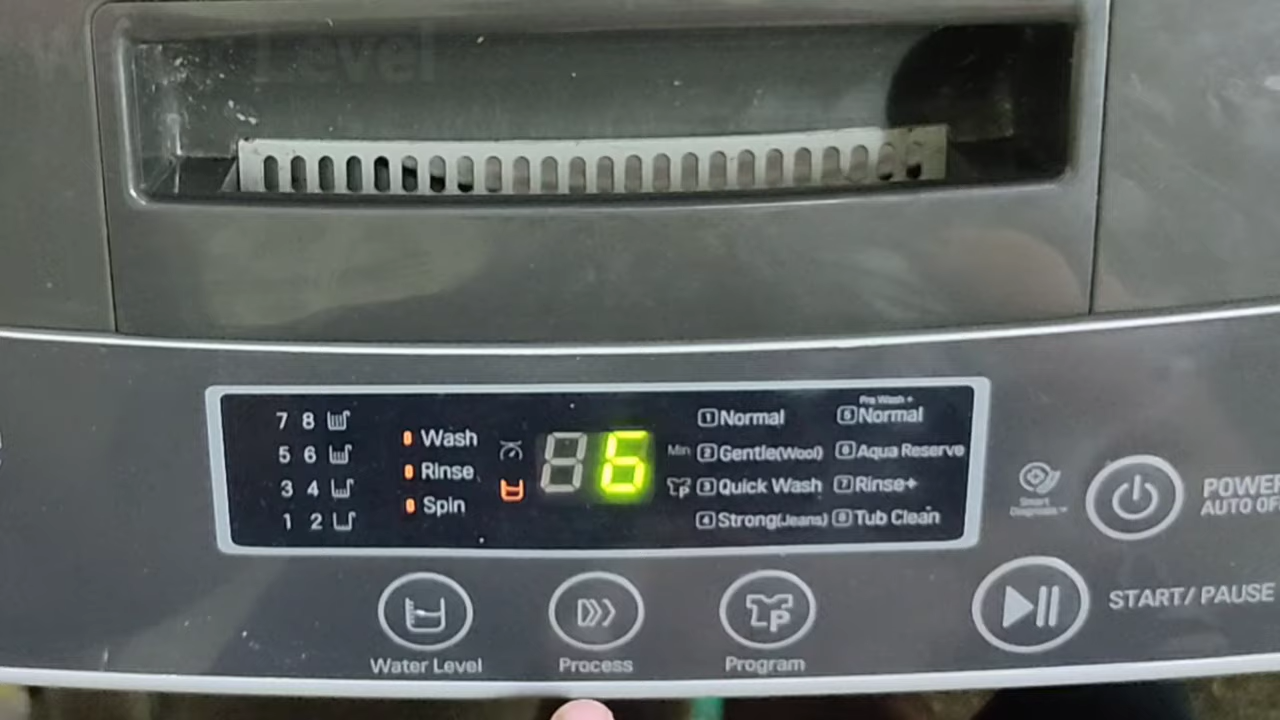 Level
7 8
5 6
3 4
1 2
Wash
Rinse
Spin
6
Min
P
1 Normal
2 Gentle(Wool)
3 Quick Wash
4 Strong(Jeans)
Pre Wash +
5 Normal
6 Aqua Reserve
7 Rinse+
8 Tub Clean
Smart
Diagnosis™
POWER
AUTO OF
START/ PAUSE
Water Level
Process
P
Program